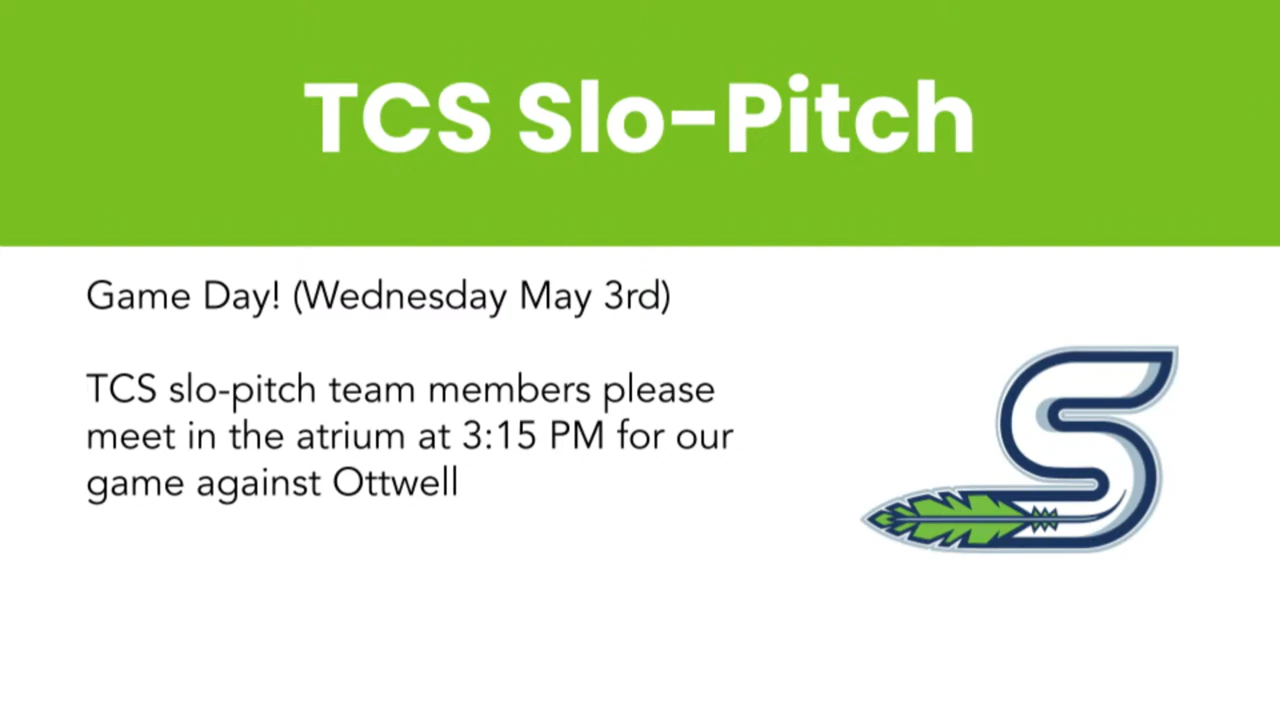 TCS Slo-Pitch
Game Day! (Wednesday May 3rd)
TCS slo-pitch team members please
meet in the atrium at 3:15 PM for our
game against Ottwell
S